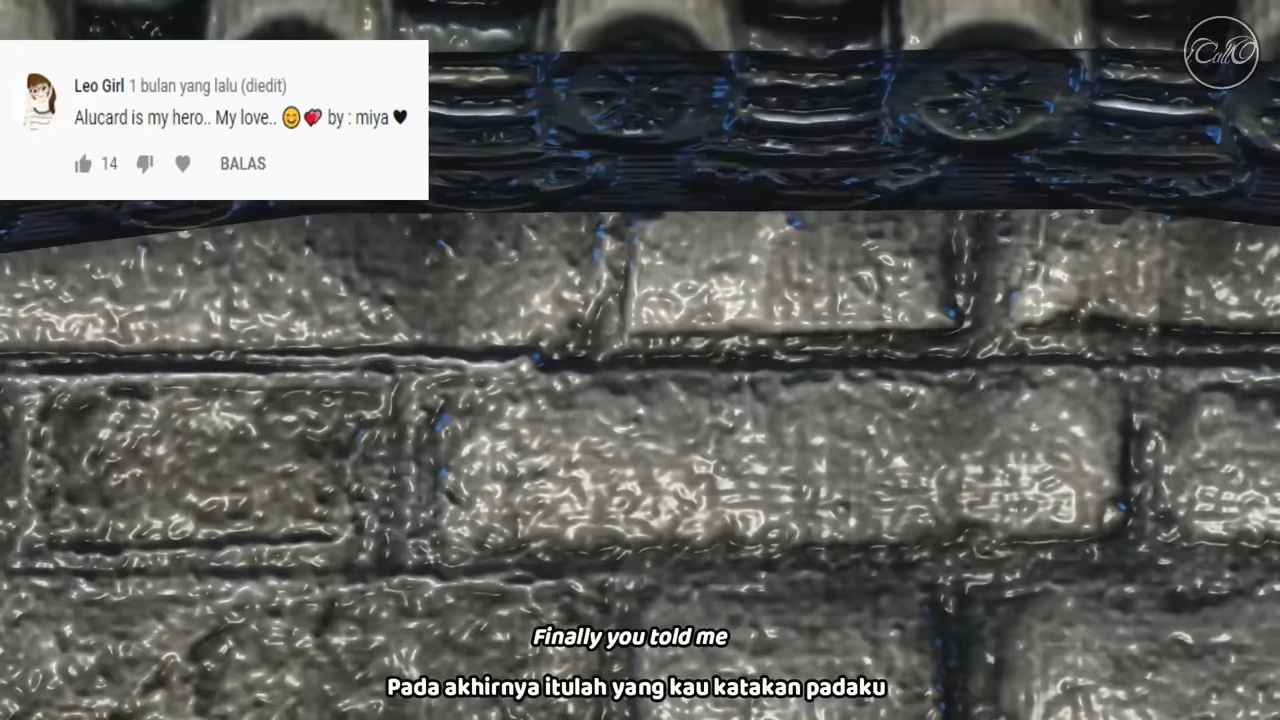 Leo Girl 1 bulan yang lalu (diedit)
Alucard is my hero.. My love.. 😊💕 by : miya 🖤
14 BALAS
iCallO
Finally you told me
Pada akhirnya itulah yang kau katakan padaku